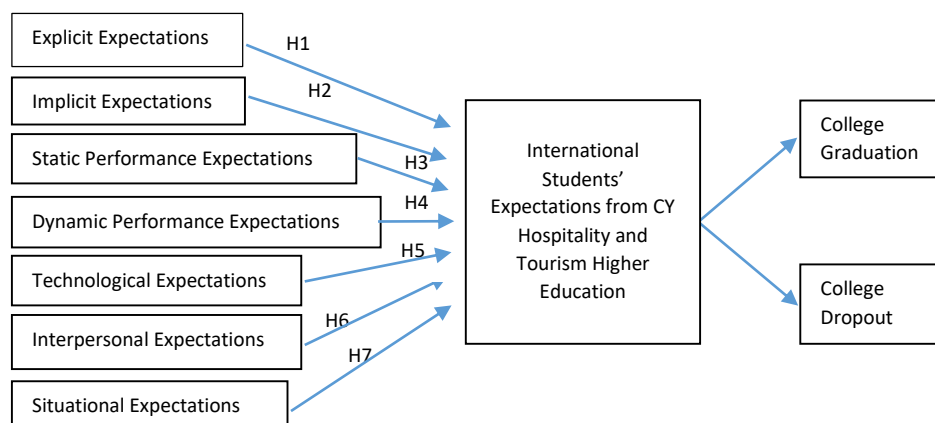 Explicit Expectations
H1
Implicit Expectations
H2
Static Performance Expectations
H3
Dynamic Performance Expectations
H4
Technological Expectations
H5
Interpersonal Expectations
H6
Situational Expectations
H7
International
Students’
Expectations from CY
Hospitality and
Tourism Higher
Education
College
Graduation
College
Dropout